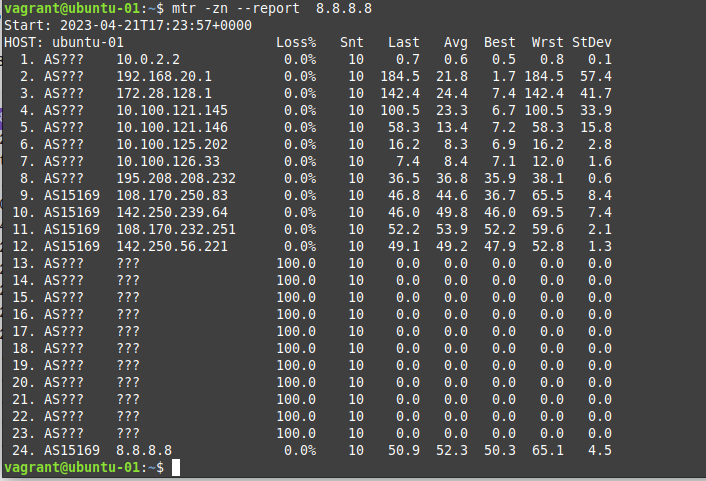 vagrant@ubuntu-01:~$ mtr -zn --report  8.8.8.8
Start: 2023-04-21T17:23:57+0000
HOST: ubuntu-01                   Loss%   Snt   Last   Avg  Best  Wrst StDev
  1. AS???    10.0.2.2             0.0%    10    0.7   0.6   0.5   0.8   0.1
  2. AS???    192.168.20.1         0.0%    10  184.5  21.8   1.7 184.5  57.4
  3. AS???    172.28.128.1         0.0%    10  142.4  24.4   7.4 142.4  41.7
  4. AS???    10.100.121.145       0.0%    10  100.5  23.3   6.7 100.5  33.9
  5. AS???    10.100.121.146       0.0%    10   58.3  13.4   7.2  58.3  15.8
  6. AS???    10.100.125.202       0.0%    10   16.2   8.3   6.9  16.2   2.8
  7. AS???    10.100.126.33        0.0%    10    7.4   8.4   7.1  12.0   1.6
  8. AS???    195.208.208.232      0.0%    10   36.5  36.8  35.9  38.1   0.6
  9. AS15169  108.170.250.83       0.0%    10   46.8  44.6  36.7  65.5   8.4
 10. AS15169  142.250.239.64       0.0%    10   46.0  49.8  46.0  69.5   7.4
 11. AS15169  108.170.232.251      0.0%    10   52.2  53.9  52.2  59.6   2.1
 12. AS15169  142.250.56.221       0.0%    10   49.1  49.2  47.9  52.8   1.3
 13. AS???    ???                 100.0    10    0.0   0.0   0.0   0.0   0.0
 14. AS???    ???                 100.0    10    0.0   0.0   0.0   0.0   0.0
 15. AS???    ???                 100.0    10    0.0   0.0   0.0   0.0   0.0
 16. AS???    ???                 100.0    10    0.0   0.0   0.0   0.0   0.0
 17. AS???    ???                 100.0    10    0.0   0.0   0.0   0.0   0.0
 18. AS???    ???                 100.0    10    0.0   0.0   0.0   0.0   0.0
 19. AS???    ???                 100.0    10    0.0   0.0   0.0   0.0   0.0
 20. AS???    ???                 100.0    10    0.0   0.0   0.0   0.0   0.0
 21. AS???    ???                 100.0    10    0.0   0.0   0.0   0.0   0.0
 22. AS???    ???                 100.0    10    0.0   0.0   0.0   0.0   0.0
 23. AS???    ???                 100.0    10    0.0   0.0   0.0   0.0   0.0
 24. AS15169  8.8.8.8              0.0%    10   50.9  52.3  50.3  65.1   4.5
vagrant@ubuntu-01:~$